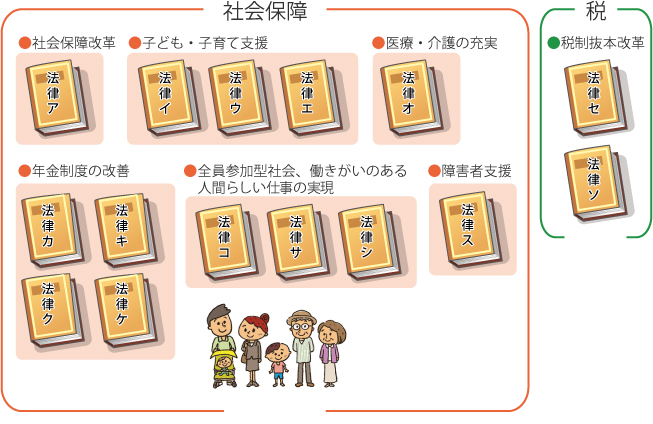 社会保障
●社会保障改革
●子ども・子育て支援
●医療・介護の充実
法律ア
法律イ
法律ウ
法律エ
法律オ
●年金制度の改善
●全員参加型社会、働きがいのある
人間らしい仕事の実現
●障害者支援
法律カ
法律キ
法律ク
法律ケ
法律コ
法律サ
法律シ
法律ス
税
●税制抜本改革
法律セ
法律ソ